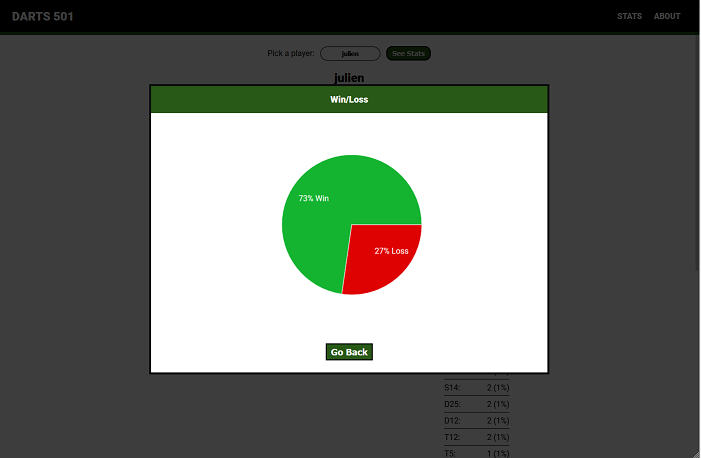 DARTS 501
STATS ABOUT
Pick a player: julien See Stats
julien
Win/Loss
73% Win
27% Loss
Go Back
S14: 2 (1%)
D25: 2 (1%)
D12: 2 (1%)
T12: 2 (1%)
T5: 1 (1%)